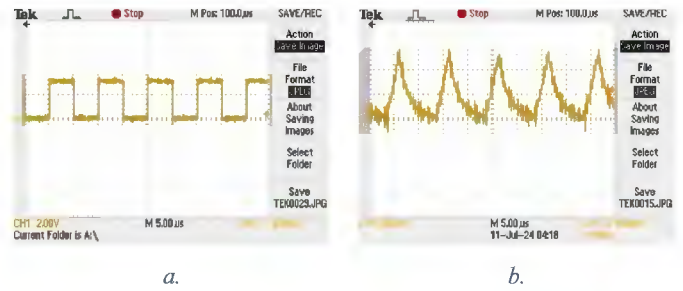 Tek Stop M Pos: 100.0µs SAVE/REC
Action
Save Image
File
Format
JPEG
About
Saving
Images
Select
Folder
Save
TEK0029.JPG
CH1 2.00V M 5.00µs
Current Folder is A:\
a.
Tek Stop M Pos: 100.0µs SAVE/REC
Action
Save Image
File
Format
JPEG
About
Saving
Images
Select
Folder
Save
TEK0015.JPG
M 5.00µs
11-Jul-24 04:18
b.